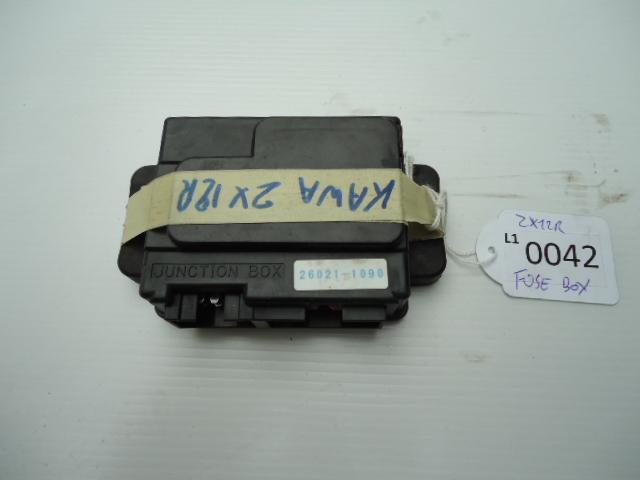 KAWA ZX12R
JUNCTION BOX
26021-1090
ZX12R
L1
0042
FUSE BOX